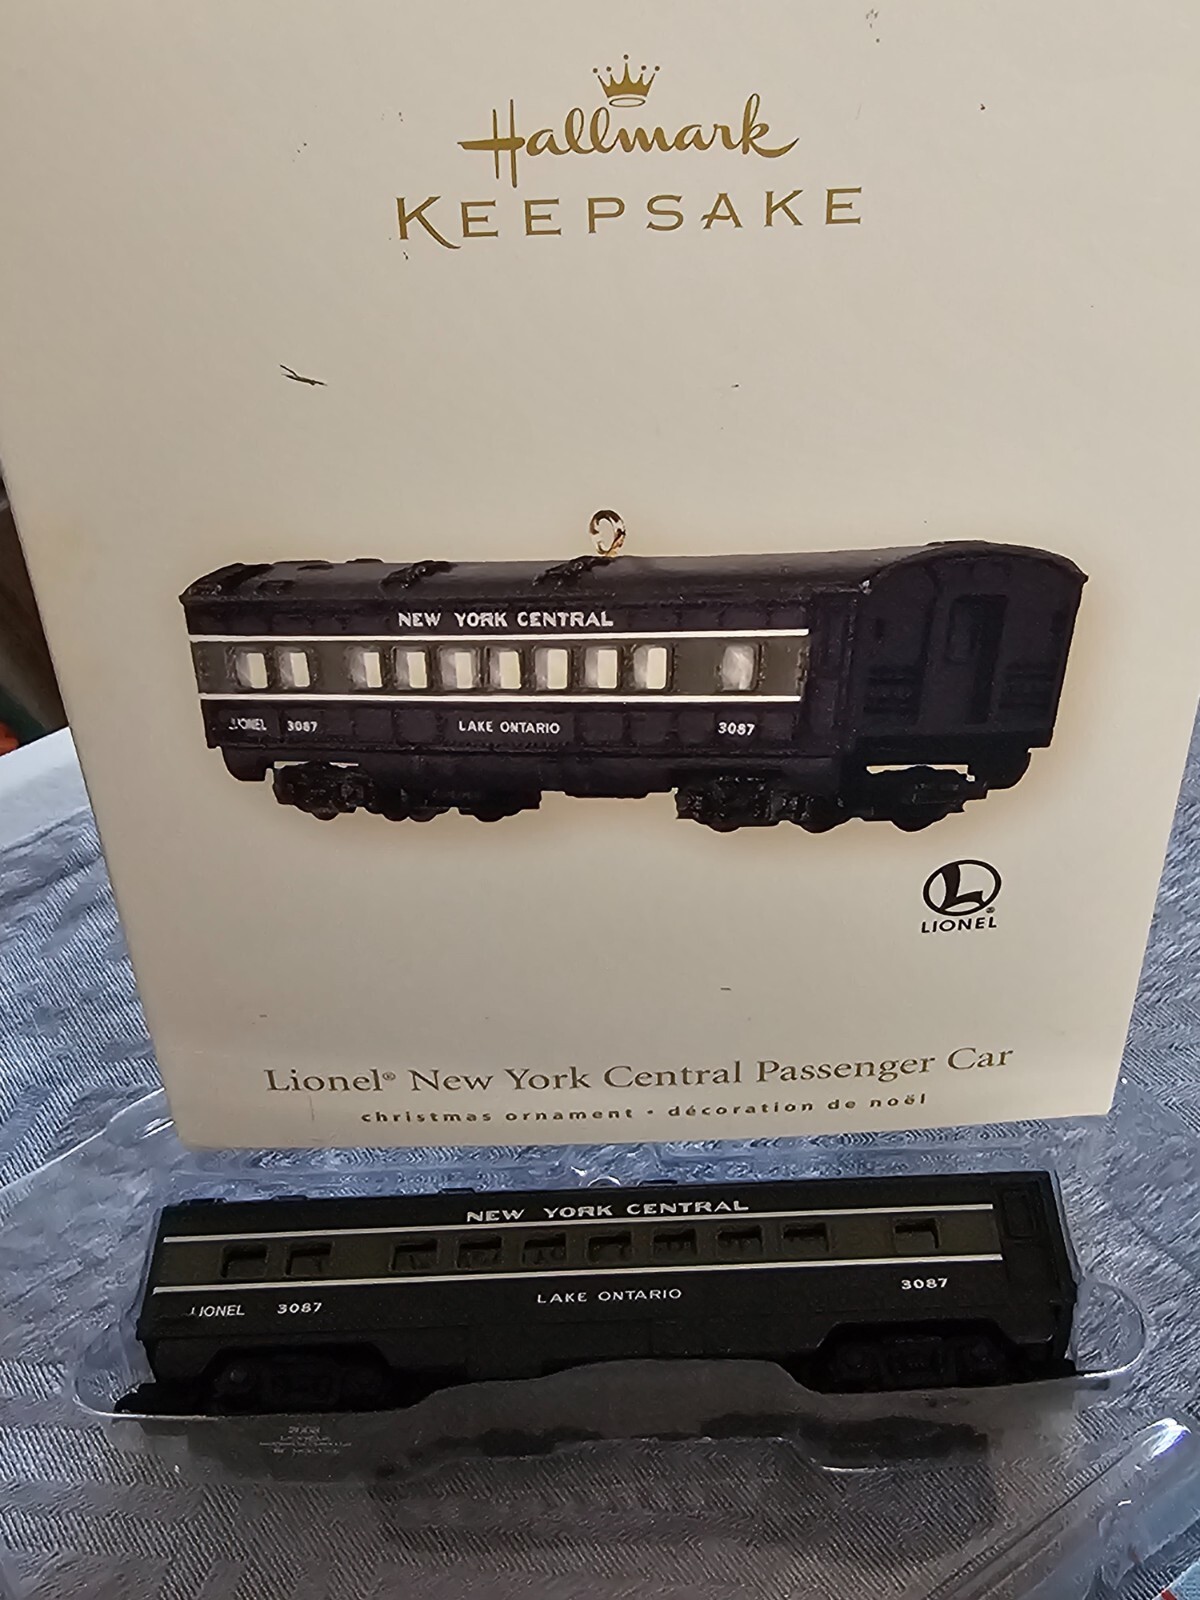 Hallmark
KEEPSAKE
NEW YORK CENTRAL
LIONEL 3087 LAKE ONTARIO 3087
L
LIONEL
Lionel® New York Central Passenger Car
christmas ornament • décoration de noël
NEW YORK CENTRAL
LIONEL 3087 LAKE ONTARIO 3087